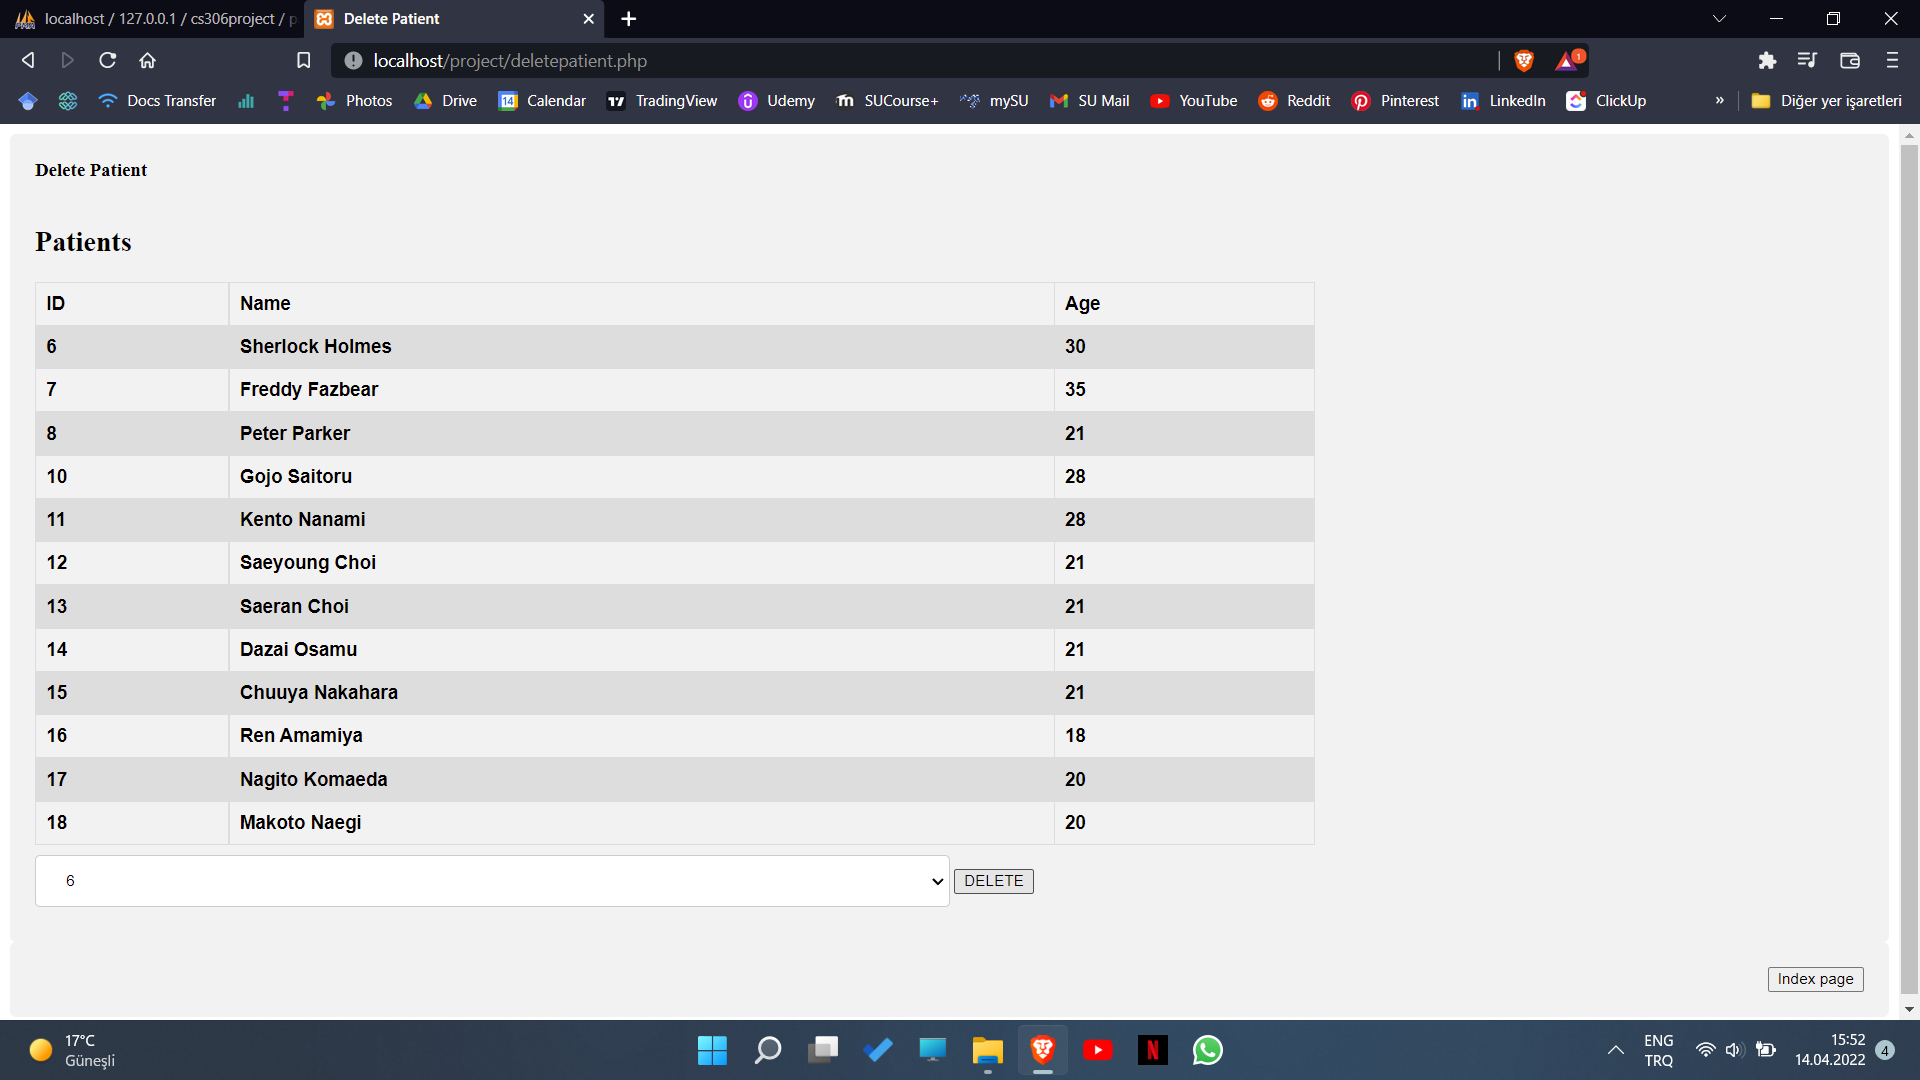 localhost / 127.0.0.1 / cs306project / p
Delete Patient
localhost/project/deletepatient.php
1
Docs Transfer
Photos
Drive
14
Calendar
TradingView
Udemy
SUCourse+
mySU
SU Mail
YouTube
Reddit
Pinterest
LinkedIn
ClickUp
»
Diğer yer işaretleri
Delete Patient
Patients
ID Name Age
6 Sherlock Holmes 30
7 Freddy Fazbear 35
8 Peter Parker 21
10 Gojo Saitoru 28
11 Kento Nanami 28
12 Saeyoung Choi 21
13 Saeran Choi 21
14 Dazai Osamu 21
15 Chuuya Nakahara 21
16 Ren Amamiya 18
17 Nagito Komaeda 20
18 Makoto Naegi 20
6
DELETE
Index page
17°C
Güneşli
ENG
TRQ
15:52
14.04.2022
4